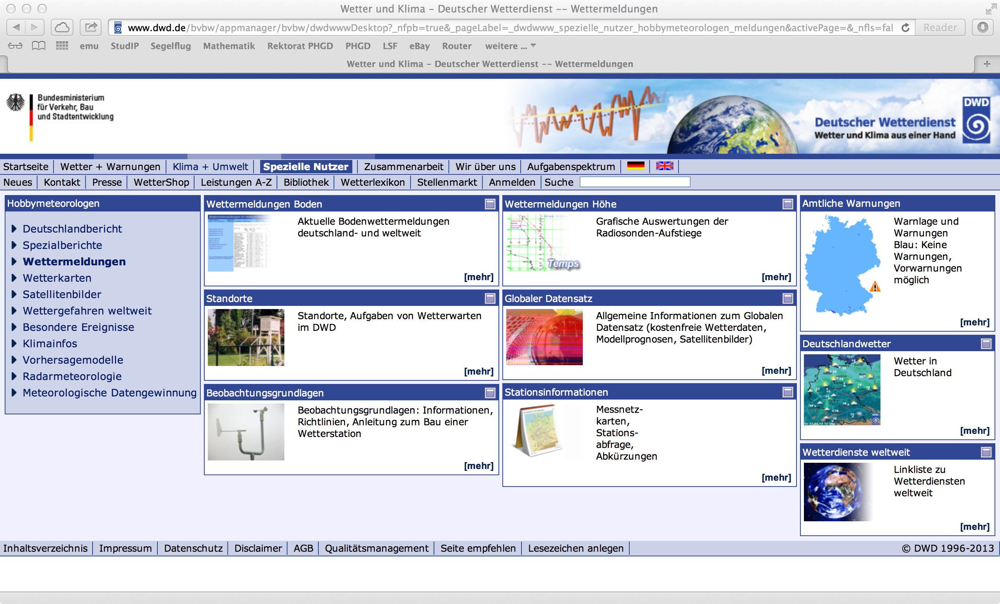 Wetter und Klima – Deutscher Wetterdienst -- Wettermeldungen
www.dwd.de/bvbw/appmanager/bvbw/dwdwwwDesktop?_nfpb=true&_pageLabel=_dwdwww_spezielle_nutzer_hobbymeteorologen_meldungen&activePage=&_nfls=fal
Reader
emu StudIP Segelflug Mathematik Rektorat PHGD PHGD LSF eBay Router weitere ...
Wetter und Klima – Deutscher Wetterdienst -- Wettermeldungen
Bundesministerium
für Verkehr, Bau
und Stadtentwicklung
DWD
Deutscher Wetterdienst
Wetter und Klima aus einer Hand
Startseite Wetter + Warnungen Klima + Umwelt Spezielle Nutzer Zusammenarbeit Wir über uns Aufgabenspektrum
Neues Kontakt Presse WetterShop Leistungen A-Z Bibliothek Wetterlexikon Stellenmarkt Anmelden Suche
Hobbymeteorologen
Deutschlandbericht
Spezialberichte
Wettermeldungen
Wetterkarten
Satellitenbilder
Wettergefahren weltweit
Besondere Ereignisse
Klimainfos
Vorhersagemodelle
Radarmeteorologie
Meteorologische Datengewinnung
Wettermeldungen Boden
Aktuelle Bodenwettermeldungen
deutschland- und weltweit
[mehr]
Standorte
Standorte, Aufgaben von Wetterwarten
im DWD
[mehr]
Beobachtungsgrundlagen
Beobachtungsgrundlagen: Informationen,
Richtlinien, Anleitung zum Bau einer
Wetterstation
[mehr]
Wettermeldungen Höhe
Temps
Grafische Auswertungen der
Radiosonden-Aufstiege
[mehr]
Globaler Datensatz
Allgemeine Informationen zum Globalen
Datensatz (kostenfreie Wetterdaten,
Modellprognosen, Satellitenbilder)
[mehr]
Stationsinformationen
Messnetz-
karten,
Stations-
abfrage,
Abkürzungen
[mehr]
Amtliche Warnungen
Warnlage und
Warnungen
Blau: Keine
Warnungen,
Vorwarnungen
möglich
[mehr]
Deutschlandwetter
Wetter in
Deutschland
[mehr]
Wetterdienste weltweit
Linkliste zu
Wetterdiensten
weltweit
[mehr]
Inhaltsverzeichnis Impressum Datenschutz Disclaimer AGB Qualitätsmanagement Seite empfehlen Lesezeichen anlegen © DWD 1996-2013